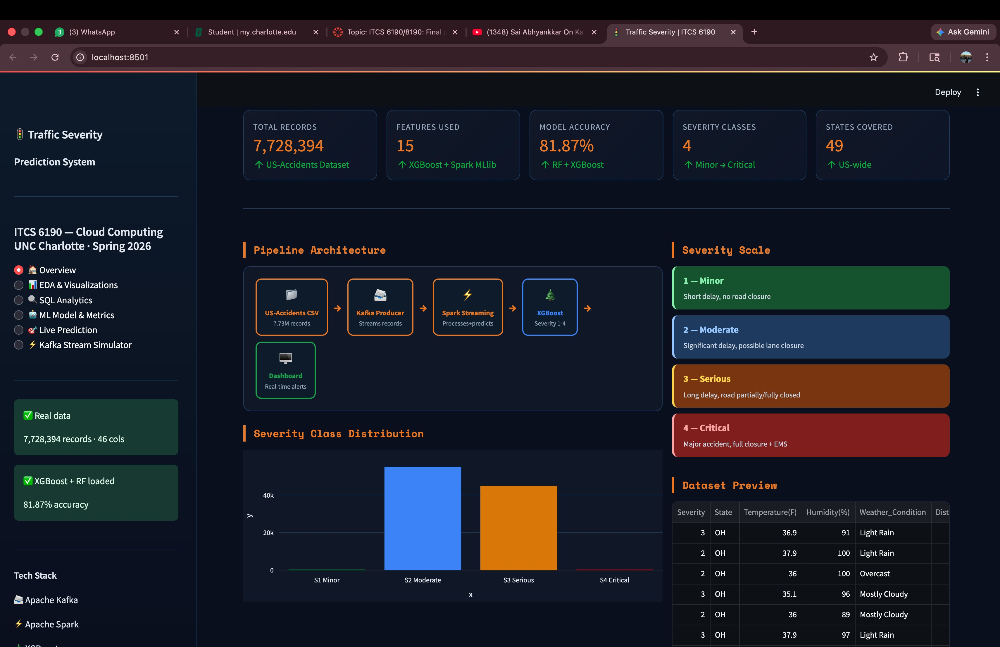 3 (3) WhatsApp
Student | my.charlotte.edu
Topic: ITCS 6190/8190: Final
(1348) Sai Abhyankkar On Ka
Traffic Severity | ITCS 6190
Ask Gemini
localhost:8501
Deploy
Traffic Severity
Prediction System
ITCS 6190 — Cloud Computing
UNC Charlotte · Spring 2026
Overview
EDA & Visualizations
SQL Analytics
ML Model & Metrics
Live Prediction
Kafka Stream Simulator
Real data
7,728,394 records · 46 cols
XGBoost + RF loaded
81.87% accuracy
Tech Stack
Apache Kafka
Apache Spark
TOTAL RECORDS
7,728,394
↑ US-Accidents Dataset
FEATURES USED
15
↑ XGBoost + Spark MLlib
MODEL ACCURACY
81.87%
↑ RF + XGBoost
SEVERITY CLASSES
4
↑ Minor → Critical
STATES COVERED
49
↑ US-wide
Pipeline Architecture
US-Accidents CSV
7.73M records
→
Kafka Producer
Streams records
→
Spark Streaming
Processes+predicts
→
XGBoost
Severity 1-4
→
Dashboard
Real-time alerts
Severity Class Distribution
40k
20k
0
y
S1 Minor S2 Moderate S3 Serious S4 Critical
x
Severity Scale
1 — Minor
Short delay, no road closure
2 — Moderate
Significant delay, possible lane closure
3 — Serious
Long delay, road partially/fully closed
4 — Critical
Major accident, full closure + EMS
Dataset Preview
Severity State Temperature(F) Humidity(%) Weather_Condition Dist
3 OH 36.9 91 Light Rain
2 OH 37.9 100 Light Rain
2 OH 36 100 Overcast
3 OH 35.1 96 Mostly Cloudy
2 OH 36 89 Mostly Cloudy
3 OH 37.9 97 Light Rain